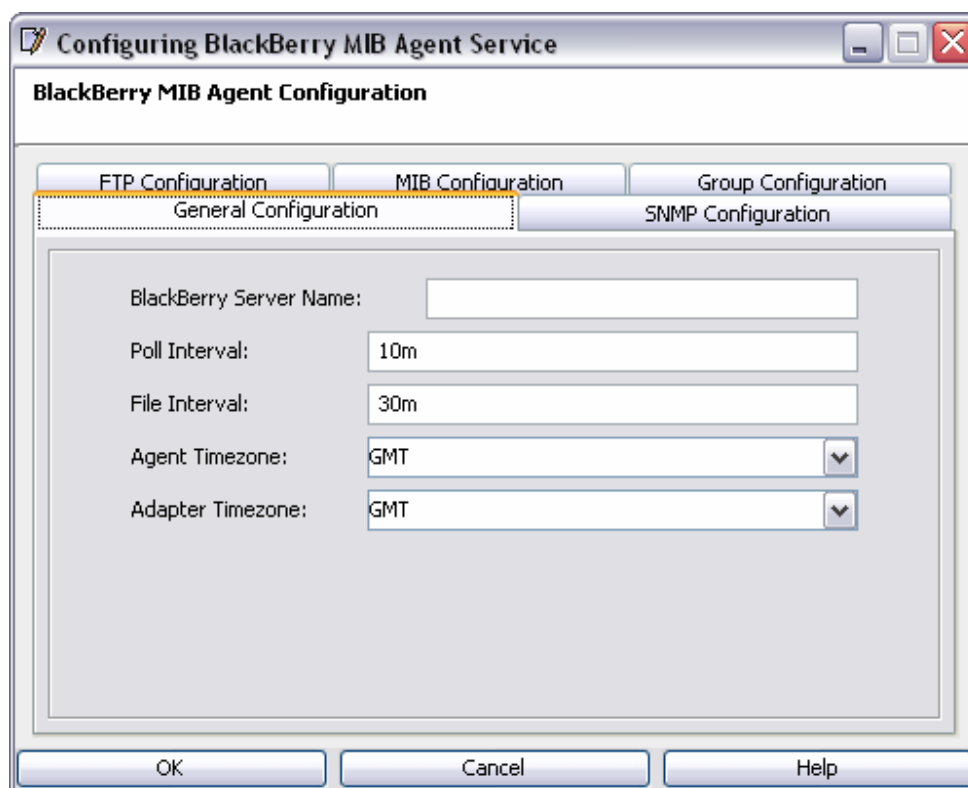 Configuring BlackBerry MIB Agent Service
BlackBerry MIB Agent Configuration
FTP Configuration
MIB Configuration
Group Configuration
General Configuration
SNMP Configuration
BlackBerry Server Name:
Poll Interval: 10m
File Interval: 30m
Agent Timezone: GMT
Adapter Timezone: GMT
OK
Cancel
Help